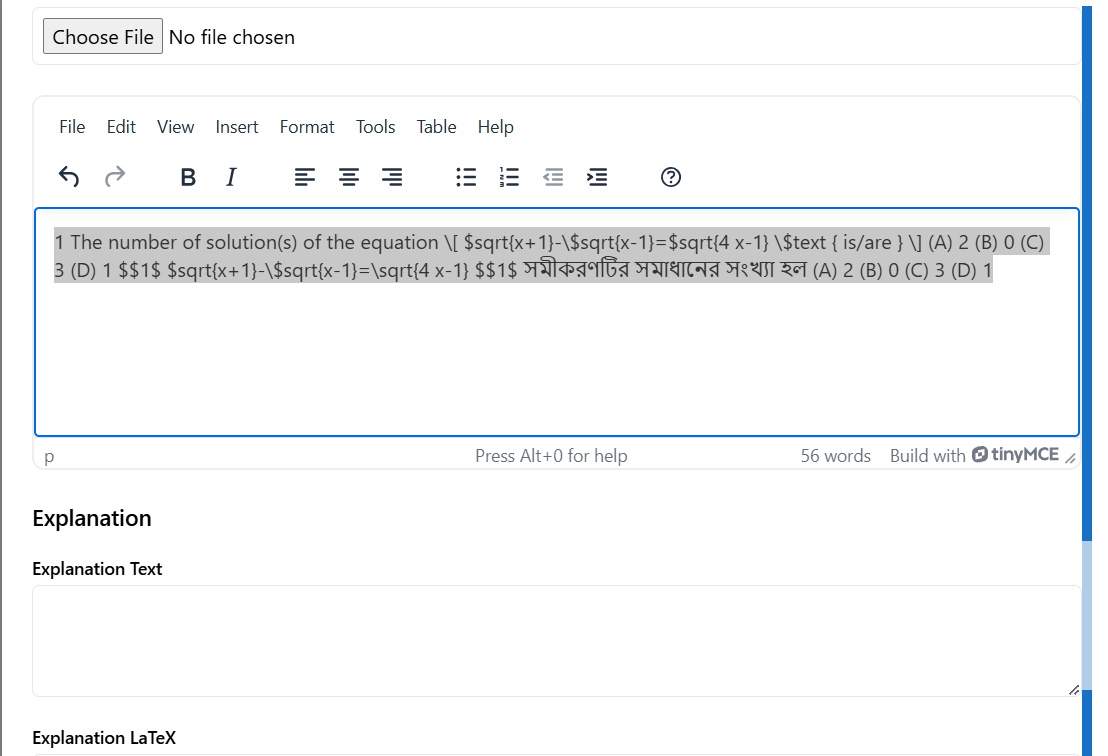 Choose File No file chosen
File Edit View Insert Format Tools Table Help
1 The number of solution(s) of the equation \[ $sqrt{x+1}-\$sqrt{x-1}=$sqrt{4 x-1} \$text { is/are } \] (A) 2 (B) 0 (C)
3 (D) 1 $$1$ $sqrt{x+1}-\$sqrt{x-1}=\sqrt{4 x-1} $$1$ সমীকরণটির সমাধানের সংখ্যা হল (A) 2 (B) 0 (C) 3 (D) 1
p Press Alt+0 for help 56 words Build with tinyMCE
Explanation
Explanation Text
Explanation LaTeX